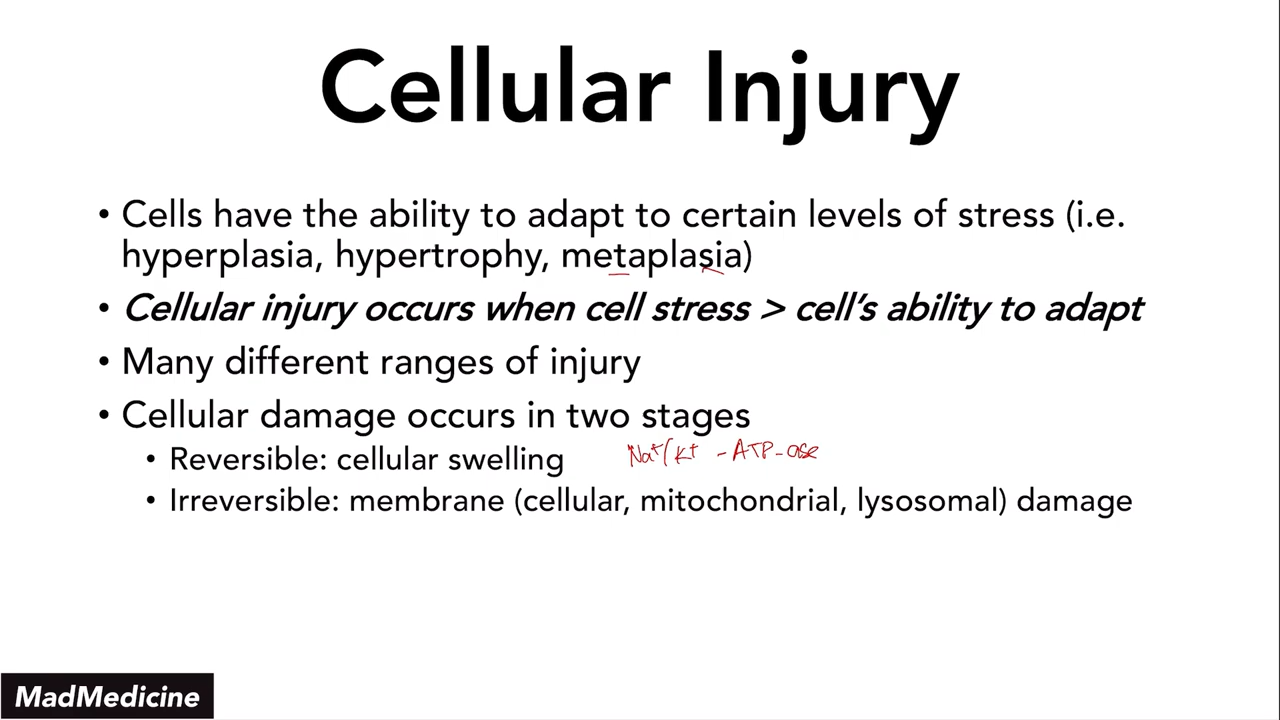 Cellular Injury
• Cells have the ability to adapt to certain levels of stress (i.e.
hyperplasia, hypertrophy, metaplasia)
• Cellular injury occurs when cell stress > cell's ability to adapt
• Many different ranges of injury
• Cellular damage occurs in two stages
• Reversible: cellular swelling Na+/K+ -ATP-ase
• Irreversible: membrane (cellular, mitochondrial, lysosomal) damage
MadMedicine